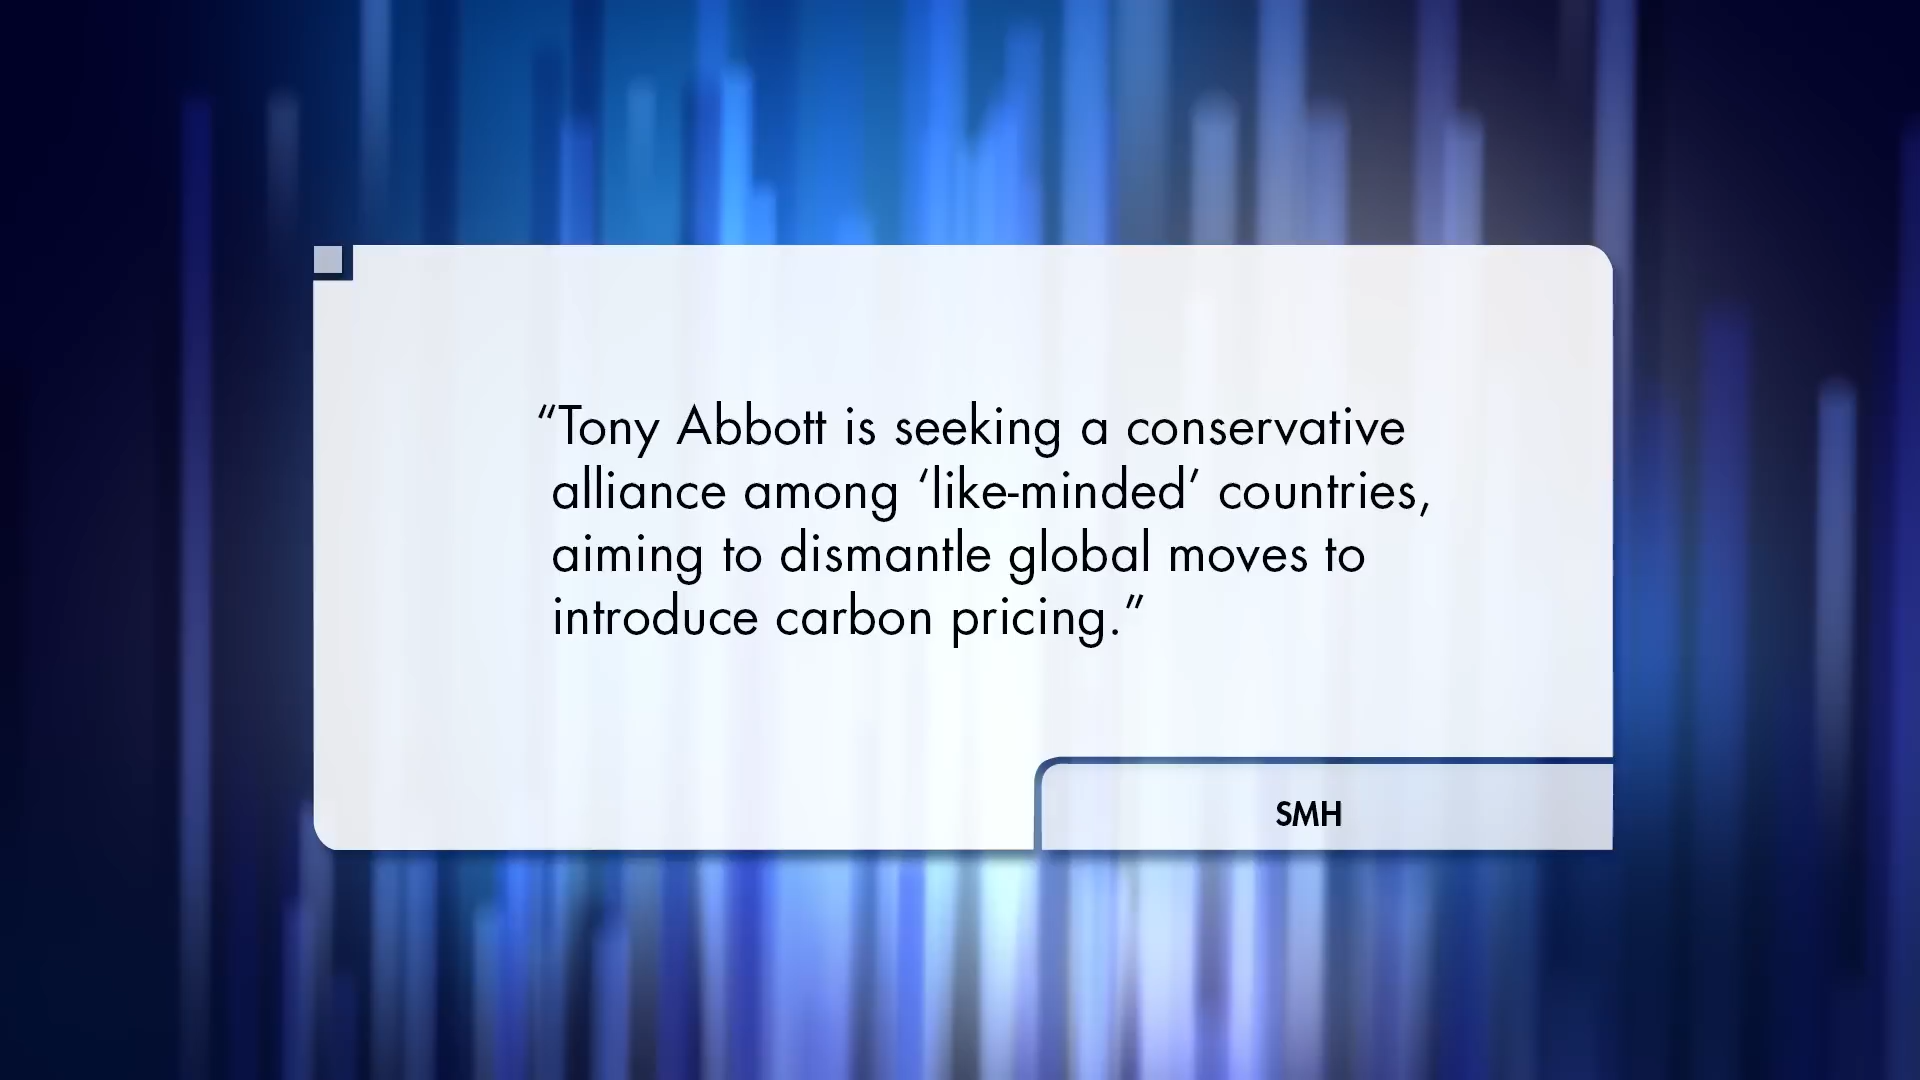 “Tony Abbott is seeking a conservative
alliance among ‘like-minded’ countries,
aiming to dismantle global moves to
introduce carbon pricing.”
SMH